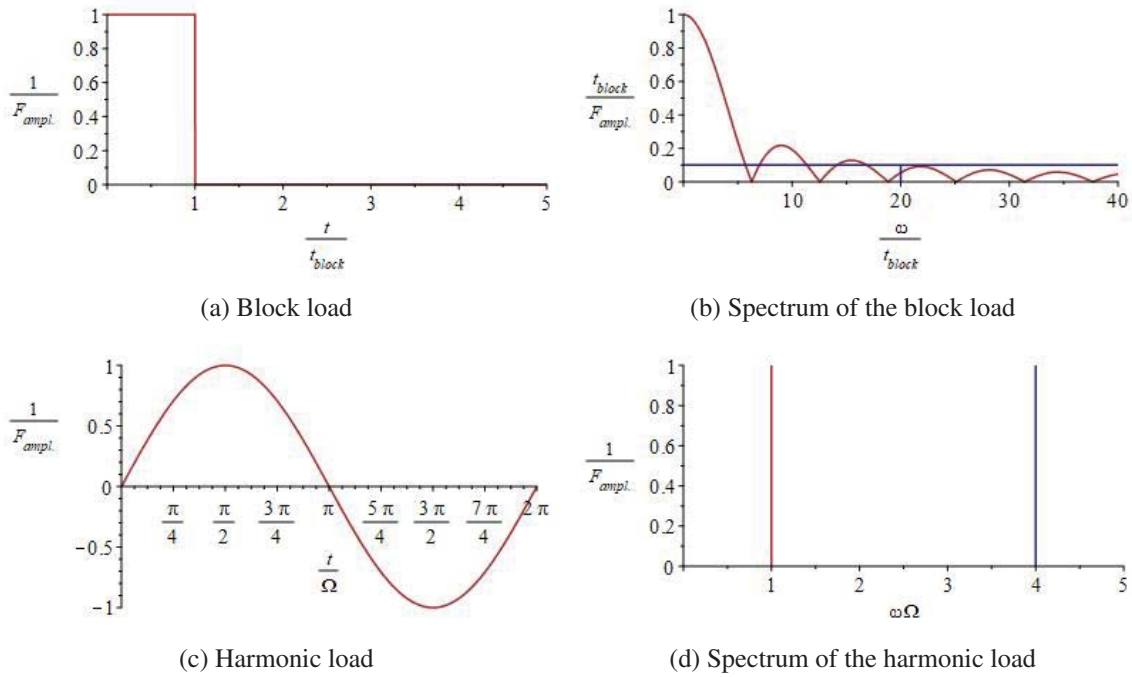 1
0.8
0.6
0.4
0.2
0
1
F_ampl.
1 2 3 4 5
t
t_block
(a) Block load
1
0.8
0.6
0.4
0.2
0
t_block
F_ampl.
10 20 30 40
ω
t_block
(b) Spectrum of the block load
1
0.5
0
−0.5
−1
1
F_ampl.
π/4 π/2 3π/4 π 5π/4 3π/2 7π/4 2π
t
Ω
(c) Harmonic load
1
0.8
0.6
0.4
0.2
0
1
F_ampl.
1 2 3 4 5
ωΩ
(d) Spectrum of the harmonic load